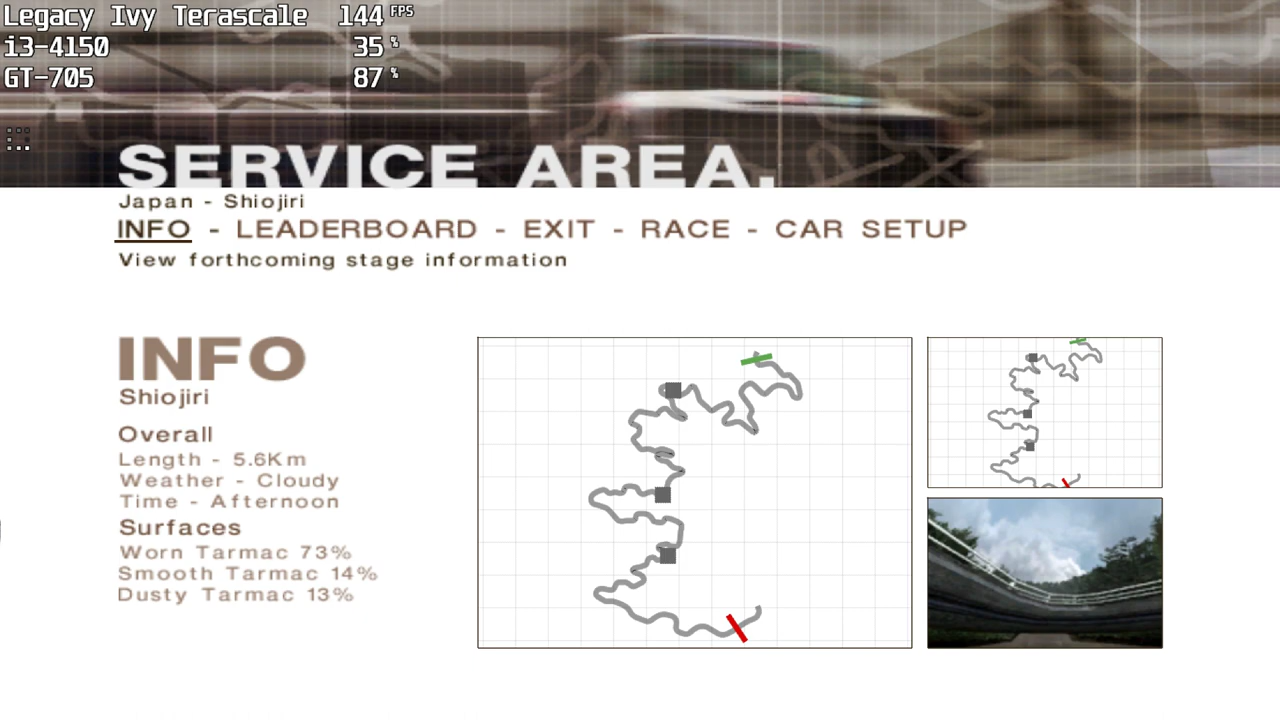 Legacy Ivy Terascale 144 FPS
i3-4150 35 %
GT-705 87 %
SERVICE AREA.
Japan - Shiojiri
INFO - LEADERBOARD - EXIT - RACE - CAR SETUP
View forthcoming stage information
INFO
Shiojiri
Overall
Length - 5.6Km
Weather - Cloudy
Time - Afternoon
Surfaces
Worn Tarmac 73%
Smooth Tarmac 14%
Dusty Tarmac 13%